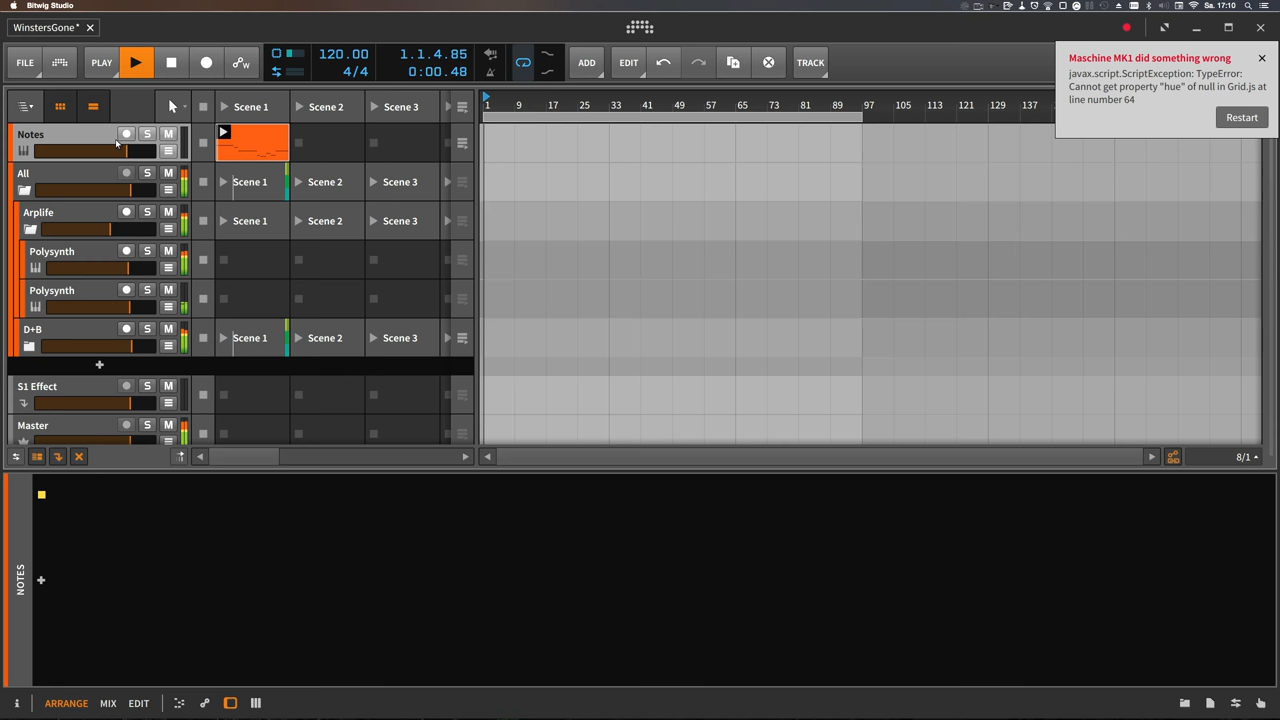 Bitwig Studio
Sa. 17:10
WinstersGone*
FILE
PLAY
120.00
4/4
1.1.4.85
0:00.48
ADD
EDIT
TRACK
Maschine MK1 did something wrong
javax.script.ScriptException: TypeError:
Cannot get property "hue" of null in Grid.js at
line number 64
Restart
Scene 1
Scene 2
Scene 3
1 9 17 25 33 41 49 57 65 73 81 89 97 105 113 121 129 137
Notes
S
M
All
S
M
Scene 1
Scene 2
Scene 3
Arplife
S
M
Scene 1
Scene 2
Scene 3
Polysynth
S
M
Polysynth
S
M
D+B
S
M
Scene 1
Scene 2
Scene 3
S1 Effect
S
M
Master
S
M
8/1
NOTES
ARRANGE
MIX
EDIT